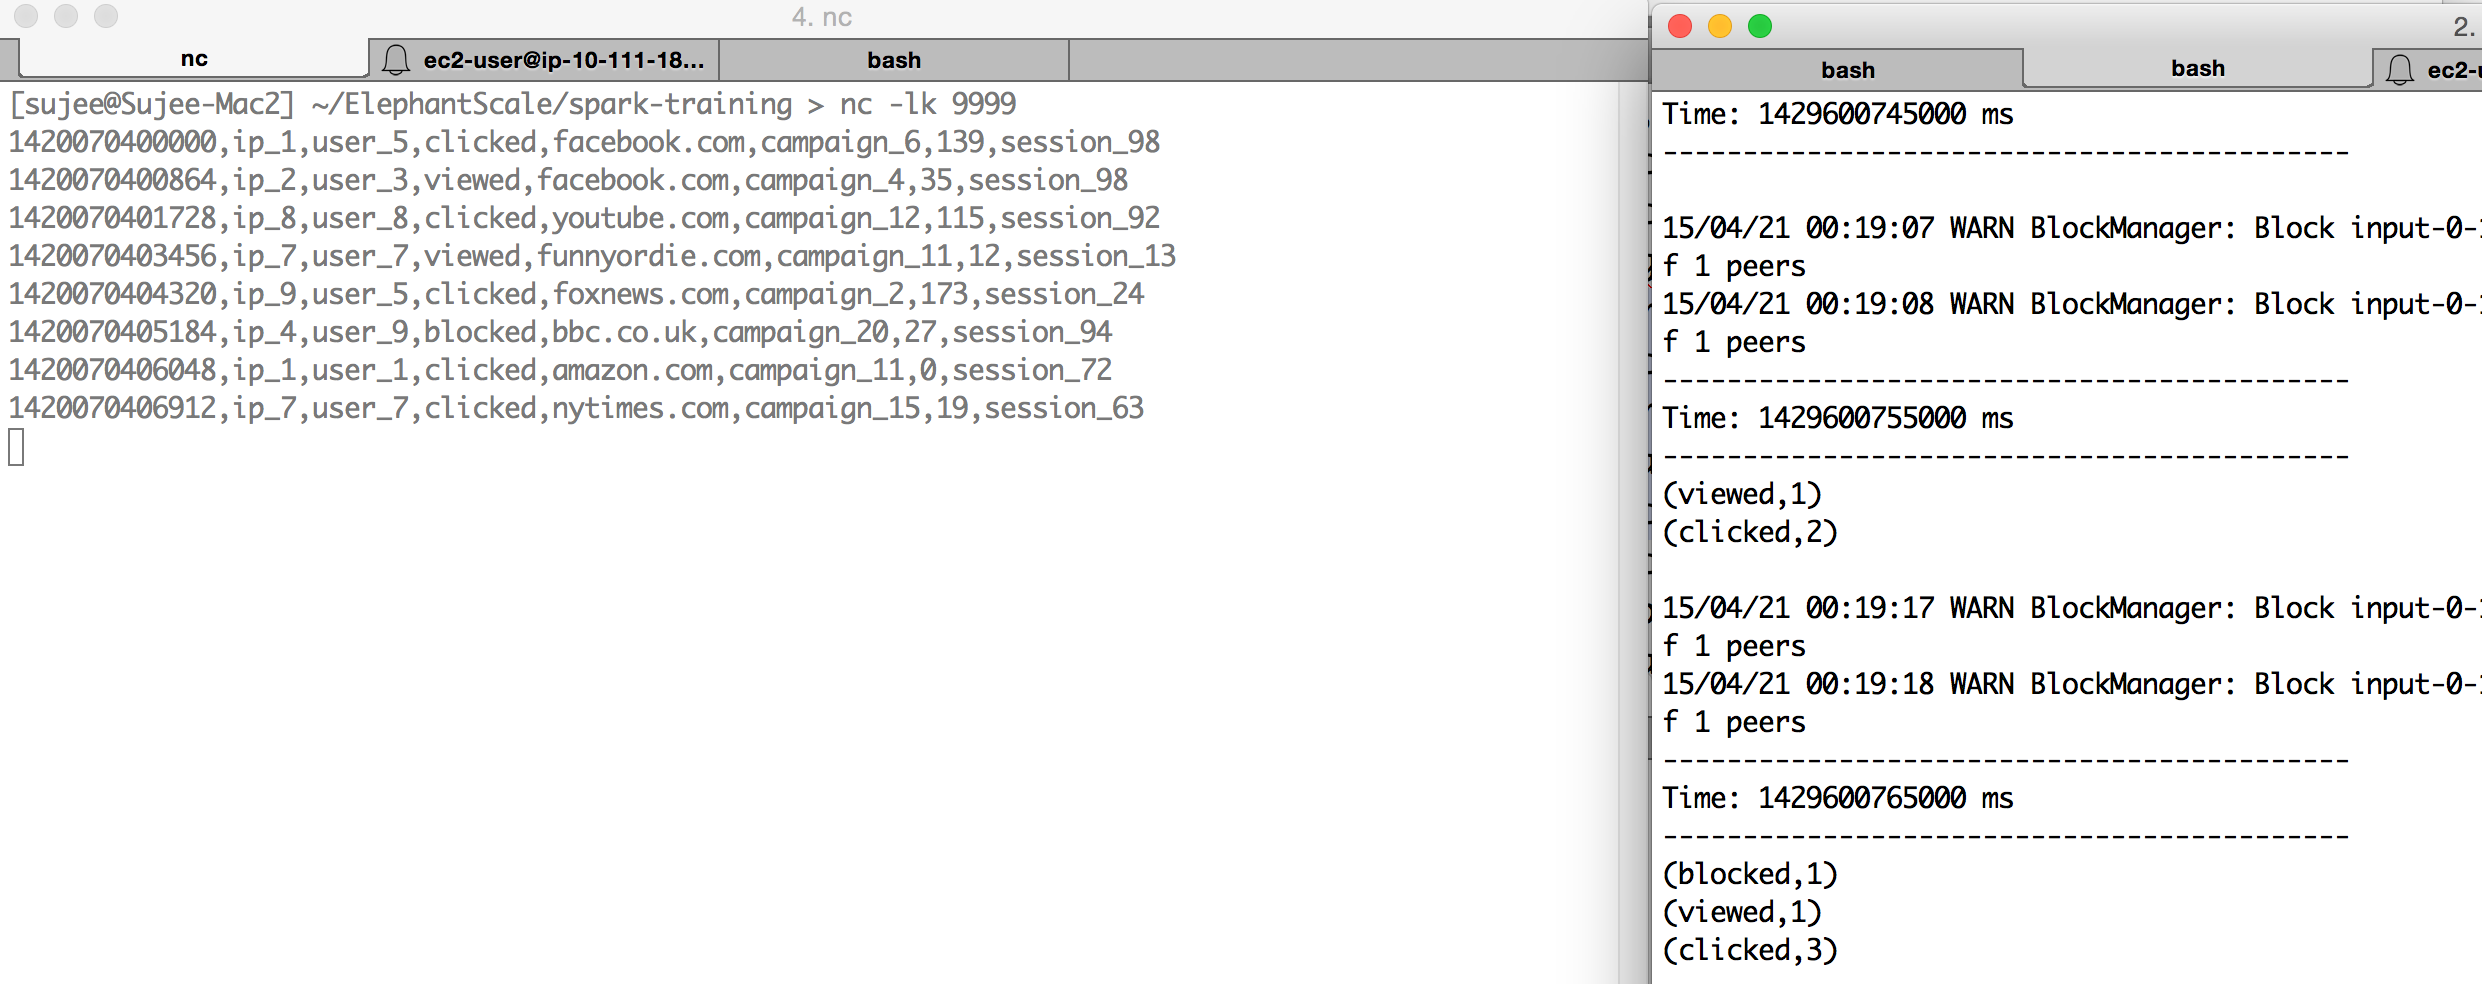 4. nc
nc
ec2-user@ip-10-111-18...
bash
[sujee@Sujee-Mac2] ~/ElephantScale/spark-training > nc -lk 9999
1420070400000,ip_1,user_5,clicked,facebook.com,campaign_6,139,session_98
1420070400864,ip_2,user_3,viewed,facebook.com,campaign_4,35,session_98
1420070401728,ip_8,user_8,clicked,youtube.com,campaign_12,115,session_92
1420070403456,ip_7,user_7,viewed,funnyordie.com,campaign_11,12,session_13
1420070404320,ip_9,user_5,clicked,foxnews.com,campaign_2,173,session_24
1420070405184,ip_4,user_9,blocked,bbc.co.uk,campaign_20,27,session_94
1420070406048,ip_1,user_1,clicked,amazon.com,campaign_11,0,session_72
1420070406912,ip_7,user_7,clicked,nytimes.com,campaign_15,19,session_63
2.
bash
bash
ec2-u
Time: 1429600745000 ms
-------------------------------------------
15/04/21 00:19:07 WARN BlockManager: Block input-0-1
f 1 peers
15/04/21 00:19:08 WARN BlockManager: Block input-0-1
f 1 peers
-------------------------------------------
Time: 1429600755000 ms
-------------------------------------------
(viewed,1)
(clicked,2)
15/04/21 00:19:17 WARN BlockManager: Block input-0-1
f 1 peers
15/04/21 00:19:18 WARN BlockManager: Block input-0-1
f 1 peers
-------------------------------------------
Time: 1429600765000 ms
-------------------------------------------
(blocked,1)
(viewed,1)
(clicked,3)